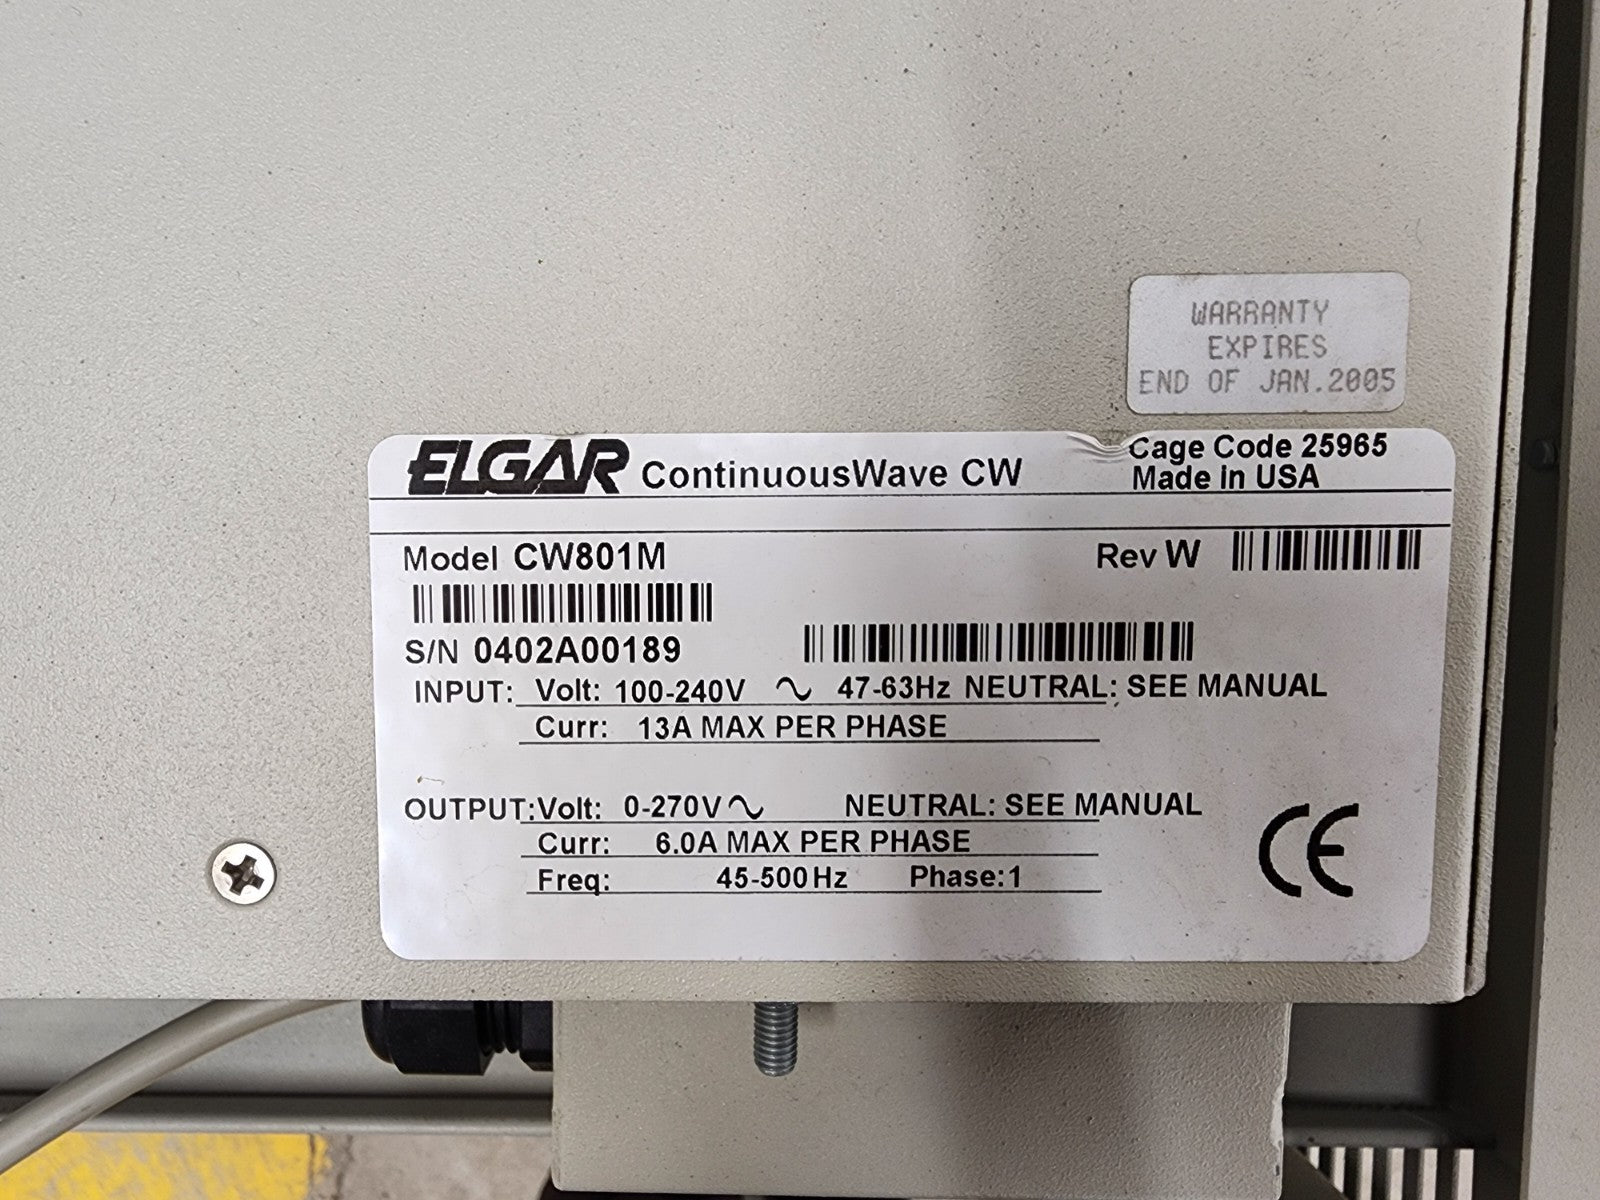 WARRANTY
EXPIRES
END OF JAN.2005
ELGAR ContinuousWave CW
Cage Code 25965
Made in USA
Model CW801M
Rev W
S/N 0402A00189
INPUT: Volt: 100-240V ∿ 47-63Hz NEUTRAL: SEE MANUAL
Curr: 13A MAX PER PHASE
OUTPUT: Volt: 0-270V ∿ NEUTRAL: SEE MANUAL
Curr: 6.0A MAX PER PHASE
Freq: 45-500Hz Phase:1
CE